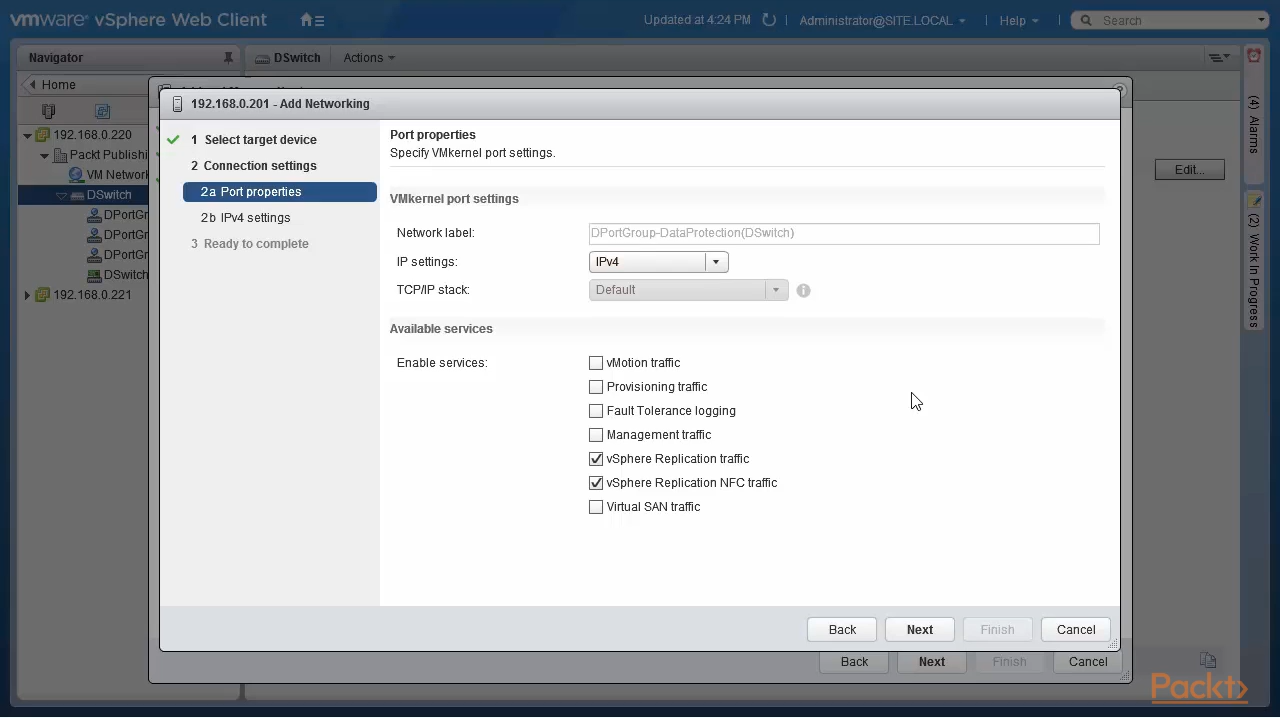 vmware® vSphere Web Client
Updated at 4:24 PM
Administrator@SITE.LOCAL
Help
Search
Navigator
DSwitch
Actions
Home
192.168.0.220
Packt Publishi
VM Network
DSwitch
DPortGr
DPortGr
DPortGr
DSwitch
192.168.0.221
Edit...
(4) Alarms
(2) Work In Progress
192.168.0.201 - Add Networking
1 Select target device
2 Connection settings
2a Port properties
2b IPv4 settings
3 Ready to complete
Port properties
Specify VMkernel port settings.
VMkernel port settings
Network label:
DPortGroup-DataProtection(DSwitch)
IP settings:
IPv4
TCP/IP stack:
Default
Available services
Enable services:
vMotion traffic
Provisioning traffic
Fault Tolerance logging
Management traffic
vSphere Replication traffic
vSphere Replication NFC traffic
Virtual SAN traffic
Back
Next
Finish
Cancel
Back
Next
Finish
Cancel
Packt